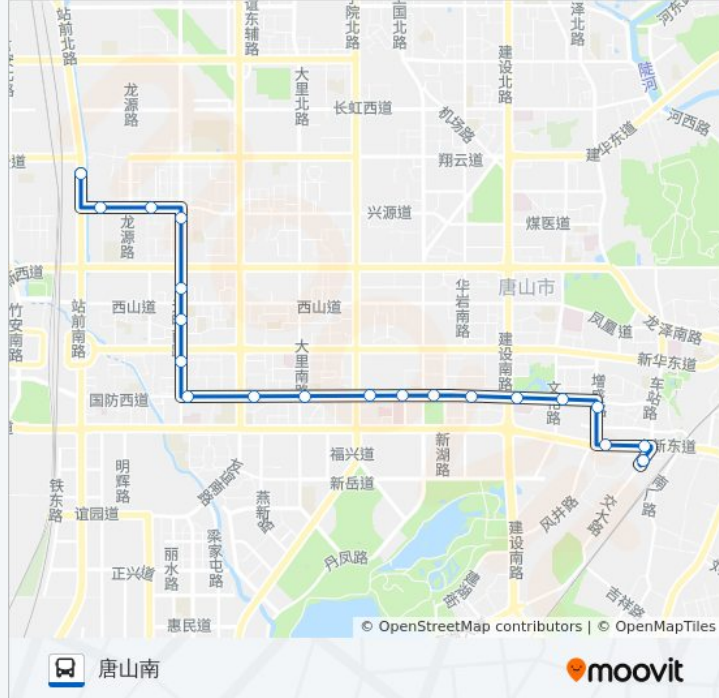 站前北路
谊东辅路
院北路
国北路
建设北路
泽北路
河东路
陡河
龙源路
大里北路
长虹西道
机场路
河西路
建华东道
翔云道
道
兴源道
煤医道
龙源路
西道
站前南路
竹安南路
西山道
西山道
华岩南路
唐山市
凤凰道
龙泽南路
新华东道
建设南路
大里南路
国防西道
文化路
增盛路
车站路
道
福兴道
新湖路
新东道
新岳道
铁东路
明辉路
燕新路
谊园道
风井路
交大路
南厂路
梁家屯路
丽水路
正兴道
丹凤路
建设南路
吉祥路
惠民道
© OpenStreetMap contributors | © OpenMapTiles
唐山南
moovit